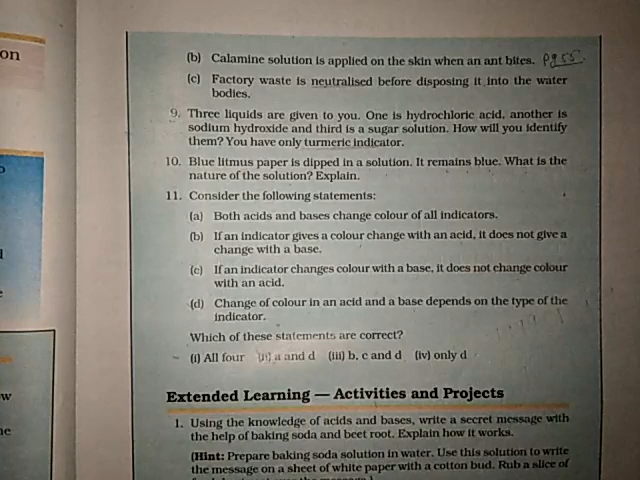 on
(b) Calamine solution is applied on the skin when an ant bites. Pg 55
(c) Factory waste is neutralised before disposing it into the water
bodies.
9. Three liquids are given to you. One is hydrochloric acid, another is
sodium hydroxide and third is a sugar solution. How will you identify
them? You have only turmeric indicator.
10. Blue litmus paper is dipped in a solution. It remains blue. What is the
nature of the solution? Explain.
11. Consider the following statements:
(a) Both acids and bases change colour of all indicators.
(b) If an indicator gives a colour change with an acid, it does not give a
change with a base.
(c) If an indicator changes colour with a base, it does not change colour
with an acid.
(d) Change of colour in an acid and a base depends on the type of the
indicator.
Which of these statements are correct?
(i) All four (ii) a and d (iii) b, c and d (iv) only d
Extended Learning — Activities and Projects
w
1. Using the knowledge of acids and bases, write a secret message with
the help of baking soda and beet root. Explain how it works.
(Hint: Prepare baking soda solution in water. Use this solution to write
the message on a sheet of white paper with a cotton bud. Rub a slice of